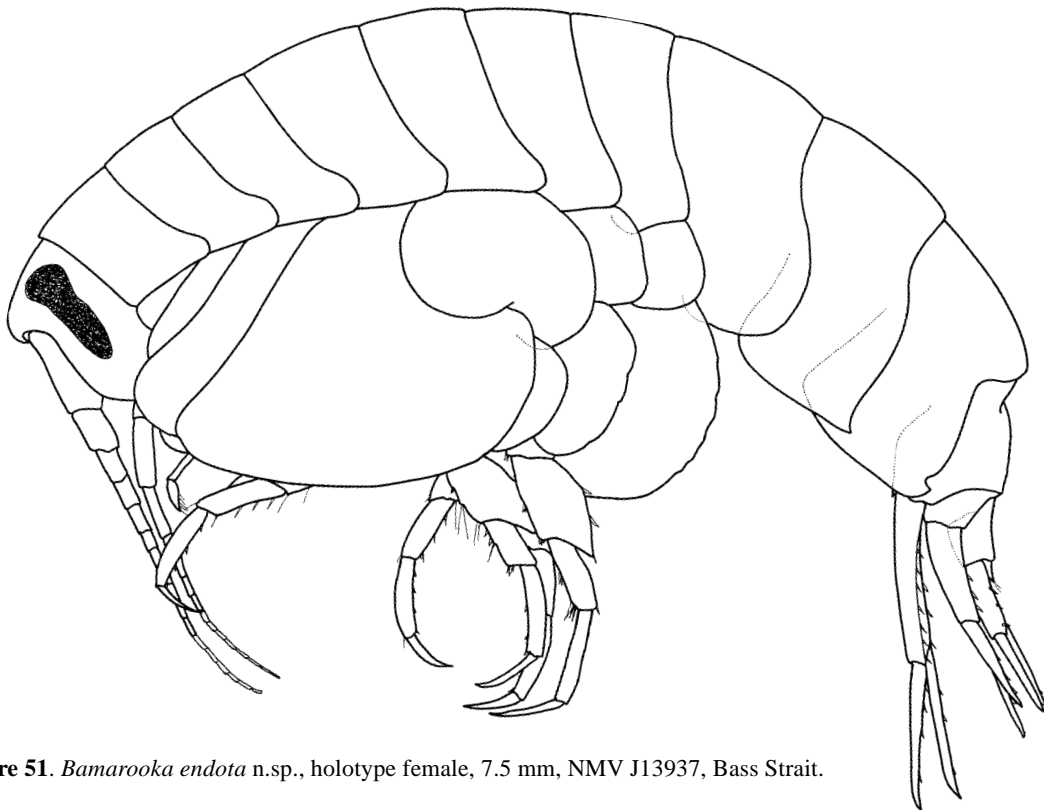 re 51. Bamarooka endota n.sp., holotype female, 7.5 mm, NMV J13937, Bass Strait.